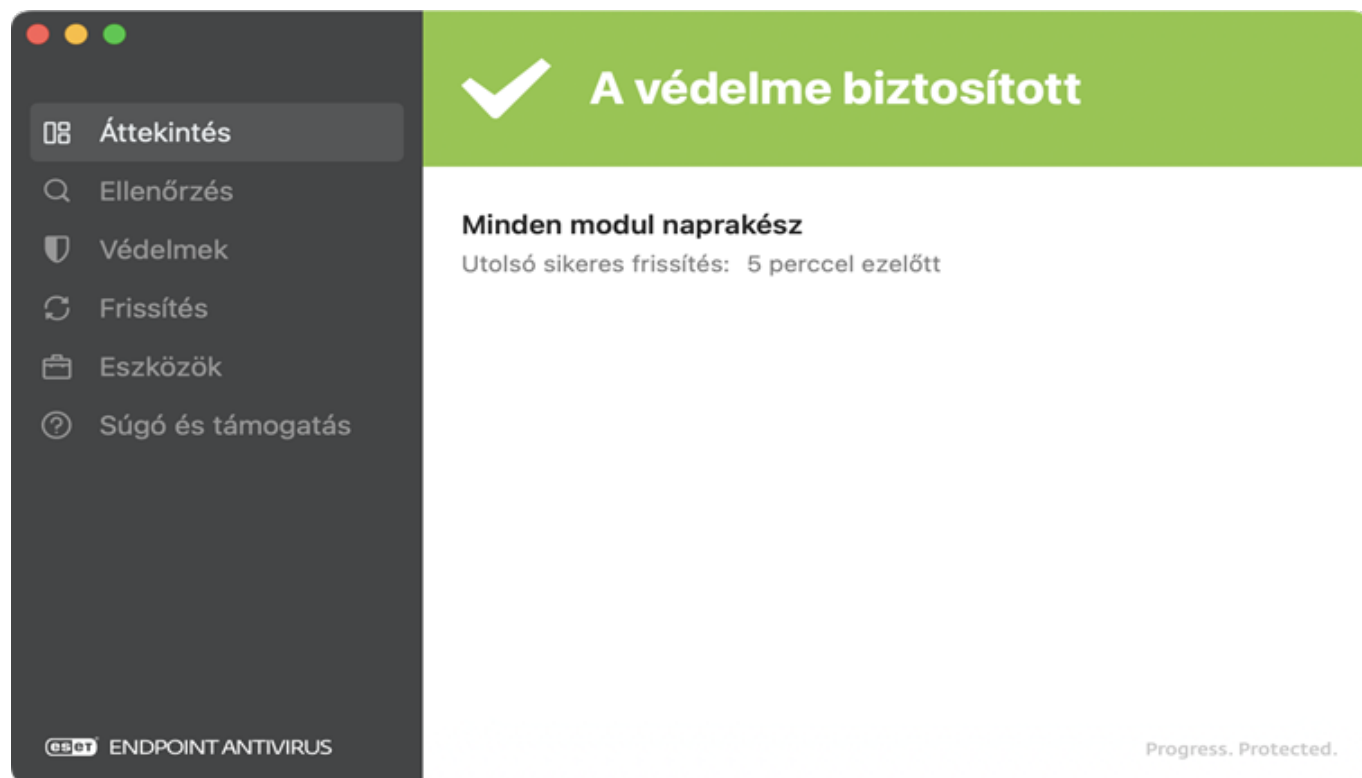 Áttekintés
Ellenőrzés
Védelmek
Frissítés
Eszközök
Súgó és támogatás
eset ENDPOINT ANTIVIRUS
A védelme biztosított
Minden modul naprakész
Utolsó sikeres frissítés: 5 perccel ezelőtt
Progress. Protected.